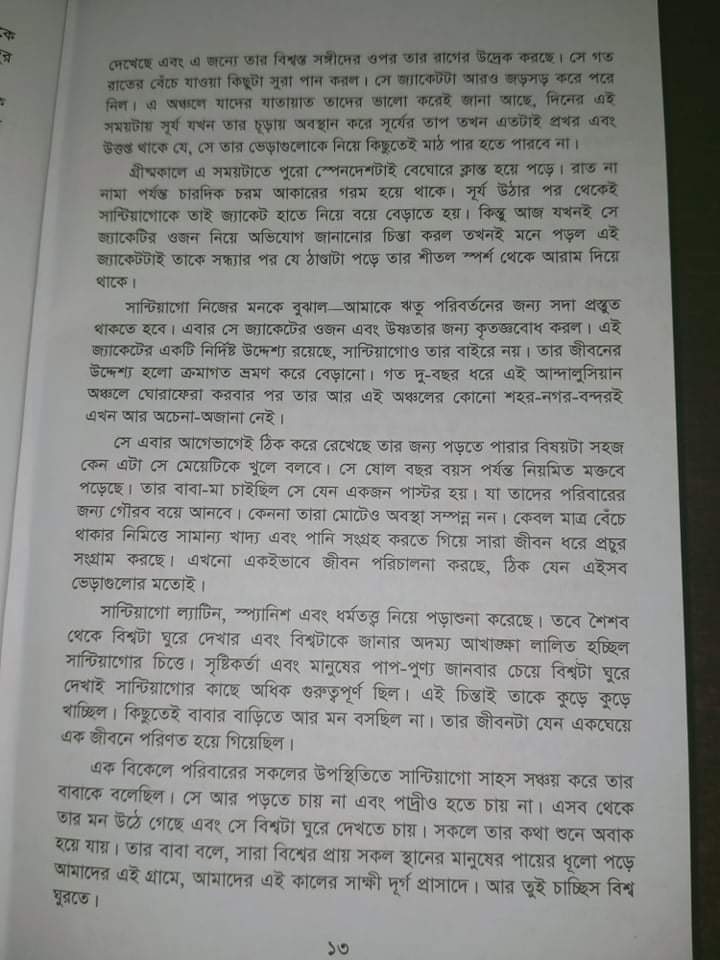 দেখেছে এবং এ জন্যে তার বিশ্বস্ত সঙ্গীদের ওপর তার রাগের উদ্রেক করছে। সে গত
রাতের বেঁচে যাওয়া কিছুটা সুরা পান করল। সে জ্যাকেটটা আরও জড়সড় করে পরে
নিল। এ অঞ্চলে যাদের যাতায়াত তাদের ভালো করেই জানা আছে, দিনের এই
সময়টায় সূর্য যখন তার চূড়ায় অবস্থান করে সূর্যের তাপ তখন এতটাই প্রখর এবং
উত্তপ্ত থাকে যে, সে তার ভেড়াগুলোকে নিয়ে কিছুতেই মাঠ পার হতে পারবে না।
গ্রীষ্মকালে এ সময়টাতে পুরো স্পেনদেশটাই বেঘোরে ক্লান্ত হয়ে পড়ে। রাত না
নামা পর্যন্ত চারদিক চরম আকারের গরম হয়ে থাকে। সূর্য উঠার পর থেকেই
সান্টিয়াগোকে তাই জ্যাকেট হাতে নিয়ে বয়ে বেড়াতে হয়। কিন্তু আজ যখনই সে
জ্যাকেটির ওজন নিয়ে অভিযোগ জানানোর চিন্তা করল তখনই মনে পড়ল এই
জ্যাকেটটাই তাকে সন্ধ্যার পর যে ঠাণ্ডাটা পড়ে তার শীতল স্পর্শ থেকে আরাম দিয়ে
থাকে।
সান্টিয়াগো নিজের মনকে বুঝাল—আমাকে ঋতু পরিবর্তনের জন্য সদা প্রস্তুত
থাকতে হবে। এবার সে জ্যাকেটের ওজন এবং উষ্ণতার জন্য কৃতজ্ঞবোধ করল। এই
জ্যাকেটের একটি নির্দিষ্ট উদ্দেশ্য রয়েছে, সান্টিয়াগোও তার বাইরে নয়। তার জীবনের
উদ্দেশ্য হলো ক্রমাগত ভ্রমণ করে বেড়ানো। গত দু-বছর ধরে এই আন্দালুসিয়ান
অঞ্চলে ঘোরাফেরা করবার পর তার আর এই অঞ্চলের কোনো শহর-নগর-বন্দরই
এখন আর অচেনা-অজানা নেই।
সে এবার আগেভাগেই ঠিক করে রেখেছে তার জন্য পড়তে পারার বিষয়টা সহজ
কেন এটা সে মেয়েটিকে খুলে বলবে। সে ষোল বছর বয়স পর্যন্ত নিয়মিত মক্তবে
পড়েছে। তার বাবা-মা চাইছিল সে যেন একজন পাস্টর হয়। যা তাদের পরিবারের
জন্য গৌরব বয়ে আনবে। কেননা তারা মোটেও অবস্থা সম্পন্ন নন। কেবল মাত্র বেঁচে
থাকার নিমিত্তে সামান্য খাদ্য এবং পানি সংগ্রহ করতে গিয়ে সারা জীবন ধরে প্রচুর
সংগ্রাম করছে। এখনো একইভাবে জীবন পরিচালনা করছে, ঠিক যেন এইসব
ভেড়াগুলোর মতোই।
সান্টিয়াগো ল্যাটিন, স্প্যানিশ এবং ধর্মতত্ত্ব নিয়ে পড়াশুনা করেছে। তবে শৈশব
থেকে বিশ্বটা ঘুরে দেখার এবং বিশ্বটাকে জানার অদম্য আখাঙ্ক্ষা লালিত হচ্ছিল
সান্টিয়াগোর চিত্তে। সৃষ্টিকর্তা এবং মানুষের পাপ-পুণ্য জানবার চেয়ে বিশ্বটা ঘুরে
দেখাই সান্টিয়াগোর কাছে অধিক গুরুত্বপূর্ণ ছিল। এই চিন্তাই তাকে কুড়ে কুড়ে
খাচ্ছিল। কিছুতেই বাবার বাড়িতে আর মন বসছিল না। তার জীবনটা যেন একঘেয়ে
এক জীবনে পরিণত হয়ে গিয়েছিল।
এক বিকেলে পরিবারের সকলের উপস্থিতিতে সান্টিয়াগো সাহস সঞ্চয় করে তার
বাবাকে বলেছিল। সে আর পড়তে চায় না এবং পাদ্রীও হতে চায় না। এসব থেকে
তার মন উঠে গেছে এবং সে বিশ্বটা ঘুরে দেখতে চায়। সকলে তার কথা শুনে অবাক
হয়ে যায়। তার বাবা বলে, সারা বিশ্বের প্রায় সকল স্থানের মানুষের পায়ের ধূলো পড়ে
আমাদের এই গ্রামে, আমাদের এই কালের সাক্ষী দূর্গ প্রাসাদে। আর তুই চাচ্ছিস বিশ্ব
ঘুরতে।
১৩